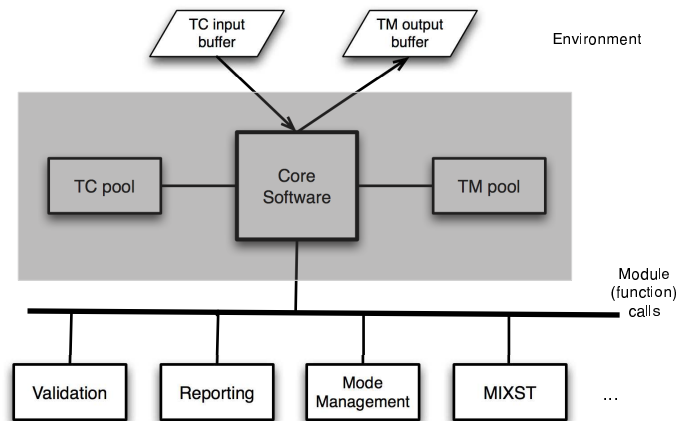 TC input
buffer
TM output
buffer
Environment
TC pool
Core
Software
TM pool
Module
(function)
calls
Validation
Reporting
Mode
Management
MIXST
...